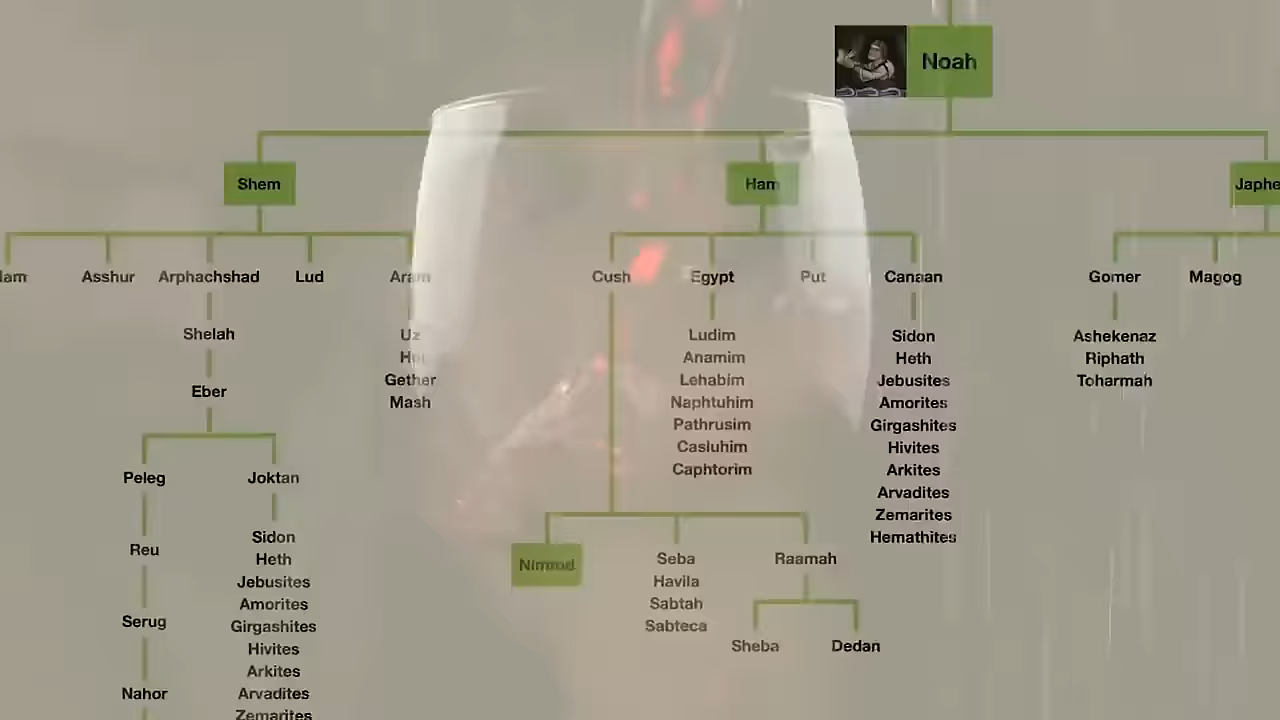 Noah
Shem
Ham
Japhe
lam
Asshur
Arphachshad
Lud
Aram
Cush
Egypt
Put
Canaan
Gomer
Magog
Shelah
Eber
Peleg
Joktan
Reu
Serug
Nahor
Sidon
Heth
Jebusites
Amorites
Girgashites
Hivites
Arkites
Arvadites
Zemarites
Uz
Gether
Mash
Nimrod
Seba
Havila
Sabtah
Sabteca
Raamah
Sheba
Dedan
Ludim
Anamim
Lehabim
Naphtuhim
Pathrusim
Casluhim
Caphtorim
Sidon
Heth
Jebusites
Amorites
Girgashites
Hivites
Arkites
Arvadites
Zemarites
Hemathites
Ashekenaz
Riphath
Toharmah